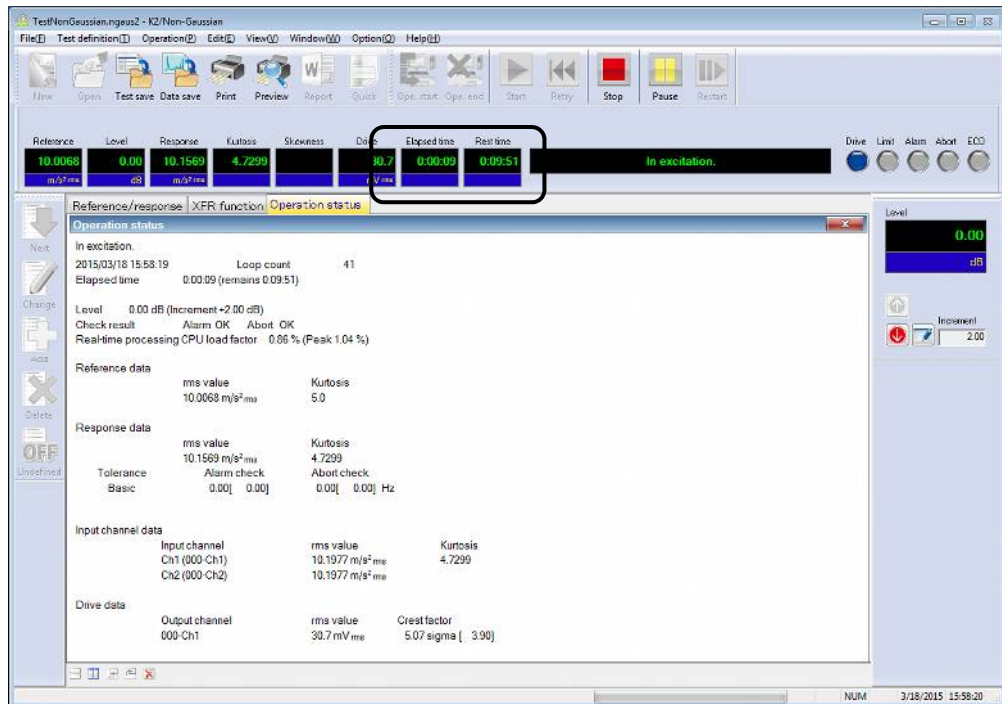 TestNonGaussian.ngaus2 - K2/Non-Gaussian
File(F) Test definition(T) Operation(P) Edit(E) View(V) Window(W) Option(O) Help(H)
New Open Test save Data save Print Preview Report Quick Ope. start Ope. end Start Retry Stop Pause Restart
Reference Level Response Kurtosis Skewness Drive Elapsed time Rest time Drive Limit Alarm Abort ECO
10.0068 0.00 10.1569 4.7299 30.7 0:00:09 0:09:51 In excitation.
m/s² rms dB m/s² rms mV rms
Reference/response XFR function Operation status
Operation status
In excitation.
2015/03/18 15:58:19 Loop count 41
Elapsed time 0:00:09 (remains 0:09:51)
Level 0.00 dB (Increment +2.00 dB)
Check result Alarm OK Abort OK
Real-time processing CPU load factor 0.86 % (Peak 1.04 %)
Reference data
rms value Kurtosis
10.0068 m/s² rms 5.0
Response data
rms value Kurtosis
10.1569 m/s² rms 4.7299
Tolerance Alarm check Abort check
Basic 0.00[ 0.00] 0.00[ 0.00] Hz
Input channel data
Input channel rms value Kurtosis
Ch1 (000-Ch1) 10.1977 m/s² rms 4.7299
Ch2 (000-Ch2) 10.1977 m/s² rms
Drive data
Output channel rms value Crest factor
000-Ch1 30.7 mV rms 5.07 sigma [ 3.90]
Next
Change
Add
Delete
OFF
Undefined
Level
0.00
dB
Increment
2.00
NUM 3/18/2015 15:58:20